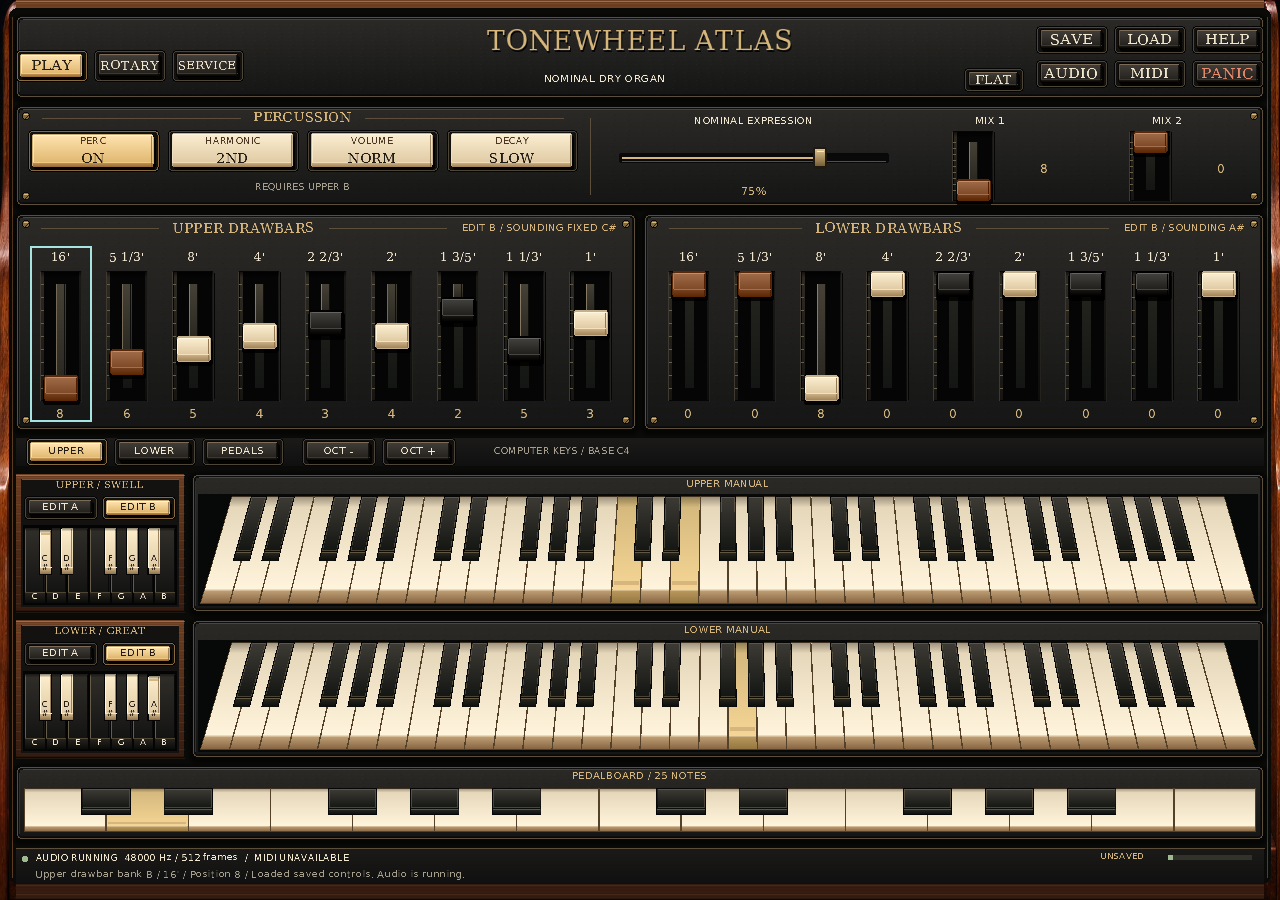 TONEWHEEL ATLAS
NOMINAL DRY ORGAN
PLAY ROTARY SERVICE
FLAT
SAVE LOAD HELP
AUDIO MIDI PANIC
PERCUSSION
PERC HARMONIC VOLUME DECAY
ON 2ND NORM SLOW
REQUIRES UPPER B
NOMINAL EXPRESSION
75%
MIX 1
8
MIX 2
0
UPPER DRAWBARS EDIT B / SOUNDING FIXED C#
16' 5 1/3' 8' 4' 2 2/3' 2' 1 3/5' 1 1/3' 1'
8 6 5 4 3 4 2 5 3
LOWER DRAWBARS EDIT B / SOUNDING A#
16' 5 1/3' 8' 4' 2 2/3' 2' 1 3/5' 1 1/3' 1'
0 0 8 0 0 0 0 0 0
UPPER LOWER PEDALS OCT - OCT + COMPUTER KEYS / BASE C4
UPPER / SWELL
EDIT A EDIT B
C# D# F# G# A#
C D E F G A B
UPPER MANUAL
LOWER / GREAT
EDIT A EDIT B
C# D# F# G# A#
C D E F G A B
LOWER MANUAL
PEDALBOARD / 25 NOTES
AUDIO RUNNING 48000 Hz / 512 frames / MIDI UNAVAILABLE
UNSAVED
Upper drawbar bank B / 16' / Position 8 / Loaded saved controls. Audio is running.